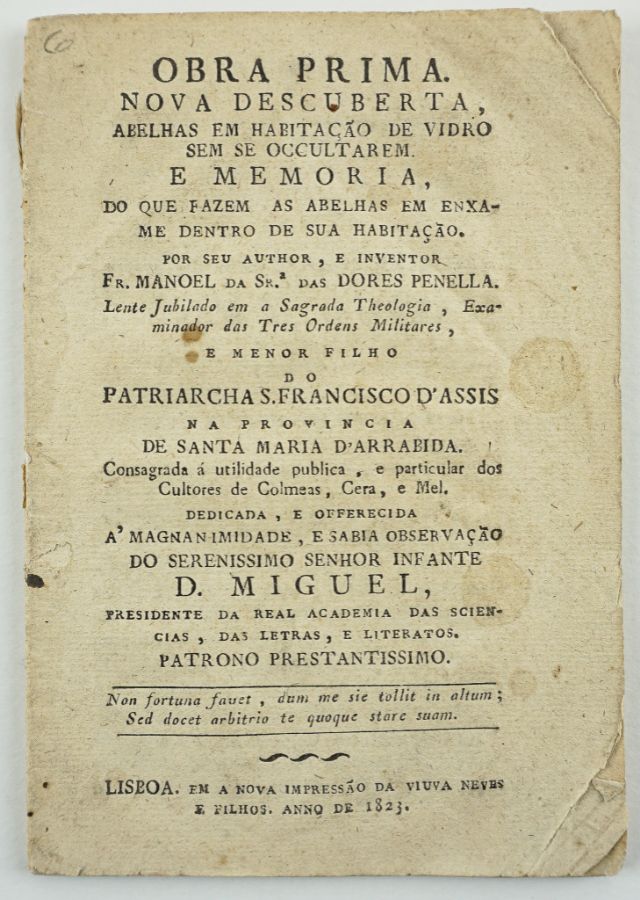 Co
OBRA PRIMA.
NOVA DESCUBERTA,
ABELHAS EM HABITAÇÃO DE VIDRO
SEM SE OCCULTAREM.
E MEMORIA,
DO QUE FAZEM AS ABELHAS EM ENXA-
ME DENTRO DE SUA HABITAÇÃO.
POR SEU AUTHOR, E INVENTOR
FR. MANOEL DA SR.ª DAS DORES PENELLA.
Lente Jubilado em a Sagrada Theologia, Exa-
minador das Tres Ordens Militares,
E MENOR FILHO
DO
PATRIARCHA S. FRANCISCO D'ASSIS
NA PROVINCIA
DE SANTA MARIA D'ARRABIDA.
Consagrada á utilidade publica, e particular dos
Cultores de Colmeas, Cera, e Mel.
DEDICADA, E OFFERECIDA
A' MAGNANIMIDADE, E SABIA OBSERVAÇÃO
DO SERENISSIMO SENHOR INFANTE
D. MIGUEL,
PRESIDENTE DA REAL ACADEMIA DAS SCIEN-
CIAS, DAS LETRAS, E LITERATOS.
PATRONO PRESTANTISSIMO.
Non fortuna favet, dum me sie tollit in altum;
Sed docet arbitrio te quoque stare suam.
LISBOA. EM A NOVA IMPRESSÃO DA VIUVA NEVES
E FILHOS. ANNO DE 1823.